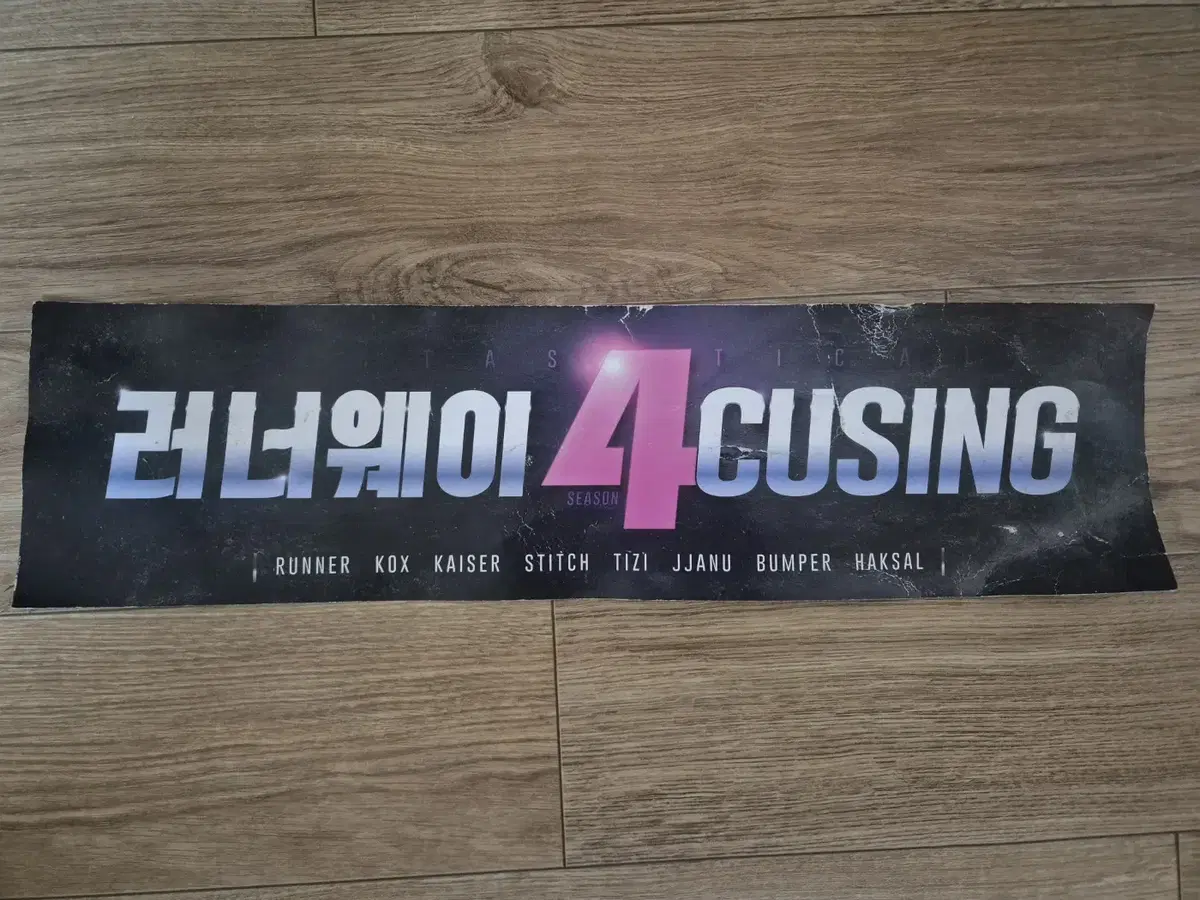 러너웨이 4CUSING
SEASON
RUNNER KOX KAISER STITCH TIZI JJANU BUMPER HAKSAL